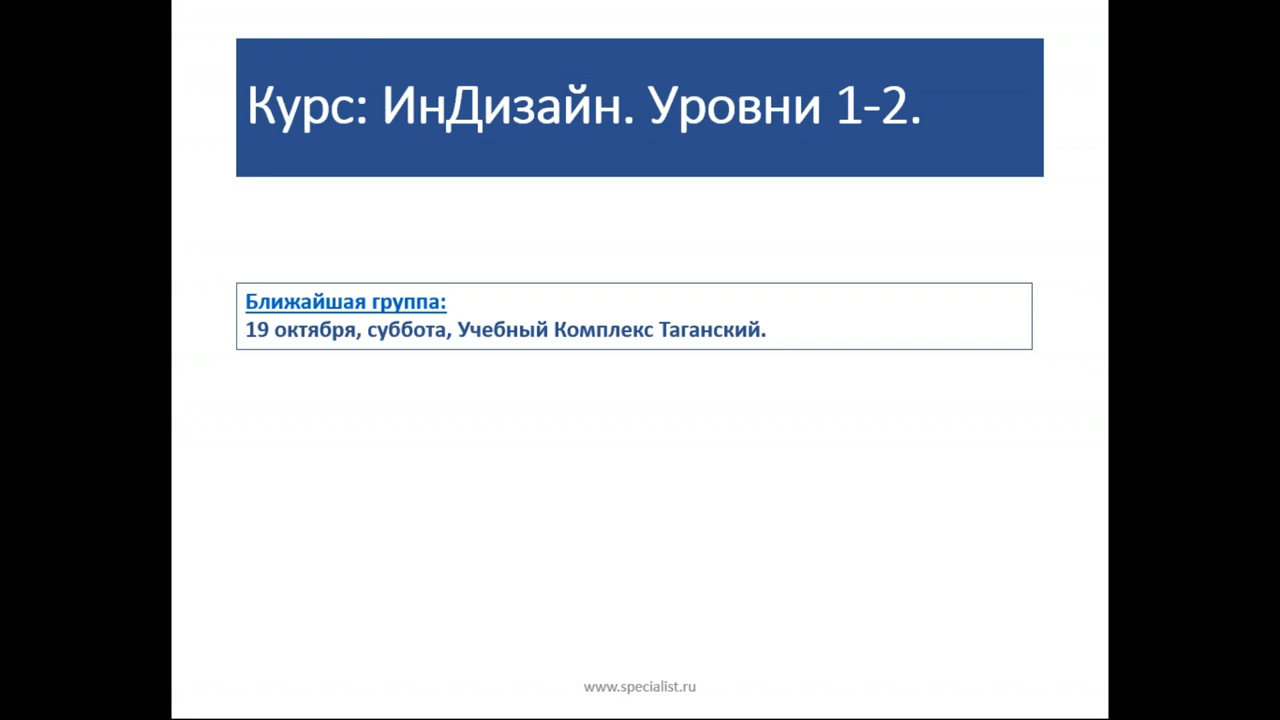 Курс: ИнДизайн. Уровни 1-2.
Ближайшая группа:
19 октября, суббота, Учебный Комплекс Таганский.
www.specialist.ru